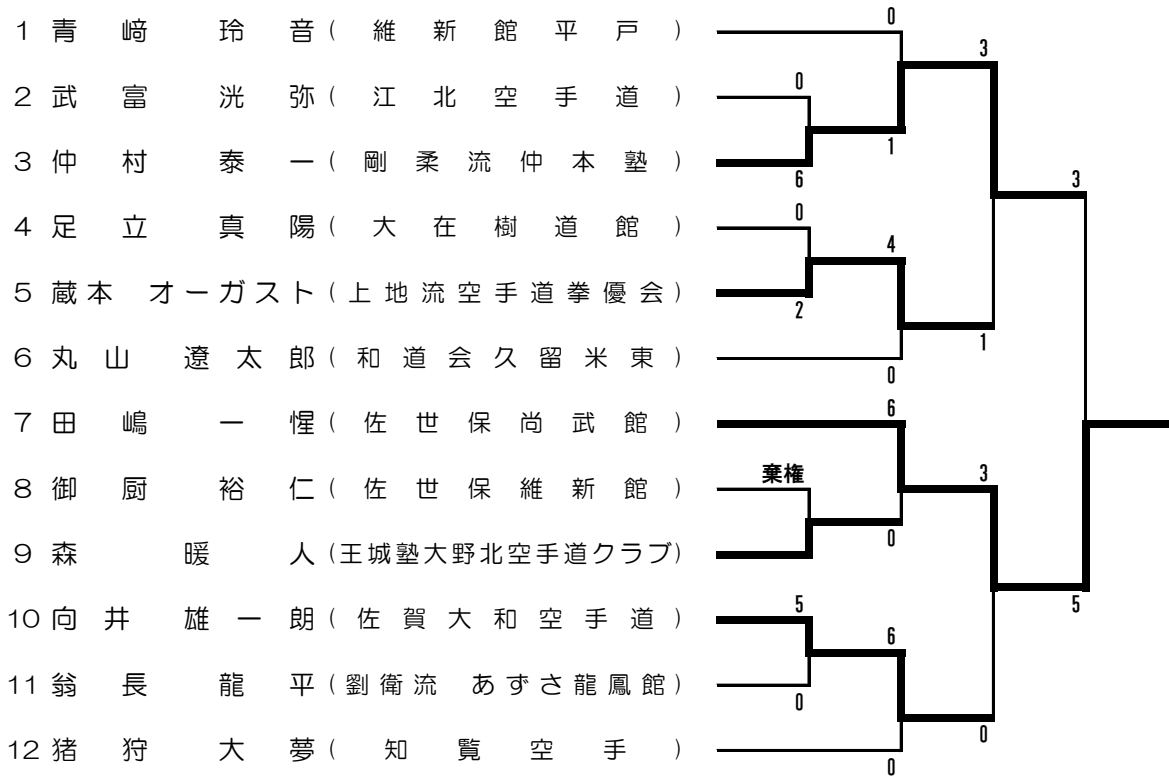 0
3
1 青﨑 玲音 (維新館平戸)
0
2 武富 洸弥 (江北空手道)
1
3 仲村 泰一 (剛柔流仲本塾)
6
3
0
4 足立 真陽 (大在樹道館)
4
5 蔵本 オーガスト (上地流空手道拳優会)
2
1
6 丸山 遼太郎 (和道会久留米東)
0
6
7 田嶋 一惺 (佐世保尚武館)
棄権
3
8 御厨 裕仁 (佐世保維新館)
0
9 森 暖人 (王城塾大野北空手道クラブ)
5
5
10 向井 雄一朗 (佐賀大和空手道)
6
11 翁長 龍平 (劉衛流 あずさ龍鳳館)
0
0
12 猪狩 大夢 (知覧空手)
0